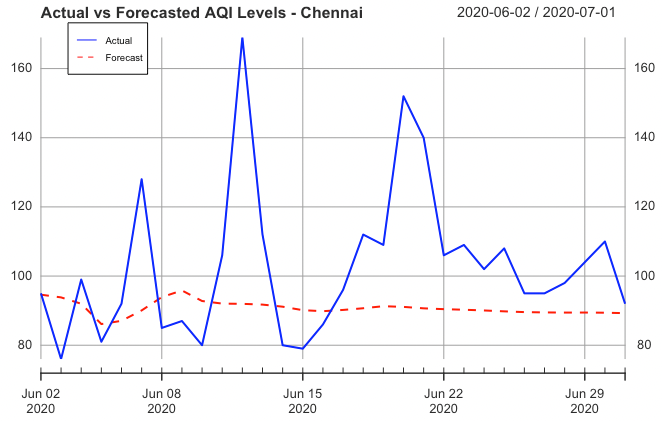 Actual vs Forecasted AQI Levels - Chennai 2020-06-02 / 2020-07-01
Actual
Forecast
160 160
140 140
120 120
100 100
80 80
Jun 02 Jun 08 Jun 15 Jun 22 Jun 29
2020 2020 2020 2020 2020